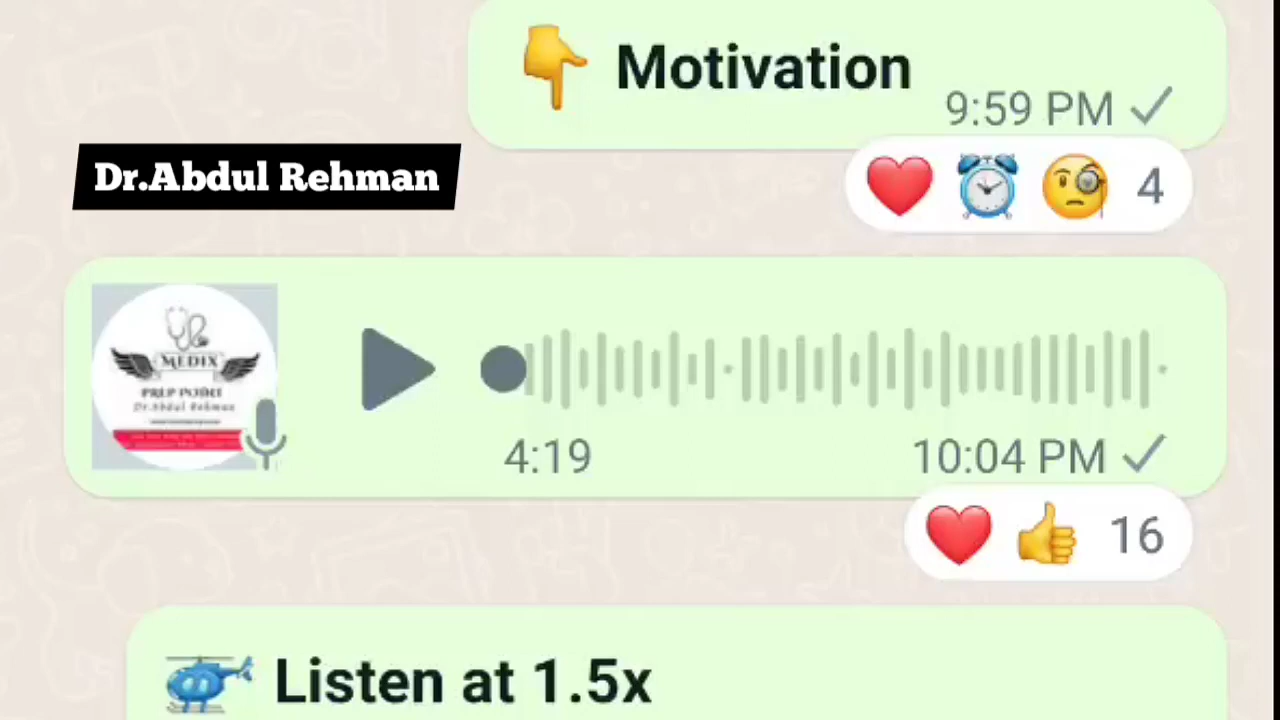 Motivation
9:59 PM
4
Dr.Abdul Rehman
MEDIX
PREP POINT
Dr.Abdul Rehman
4:19
10:04 PM
16
Listen at 1.5x